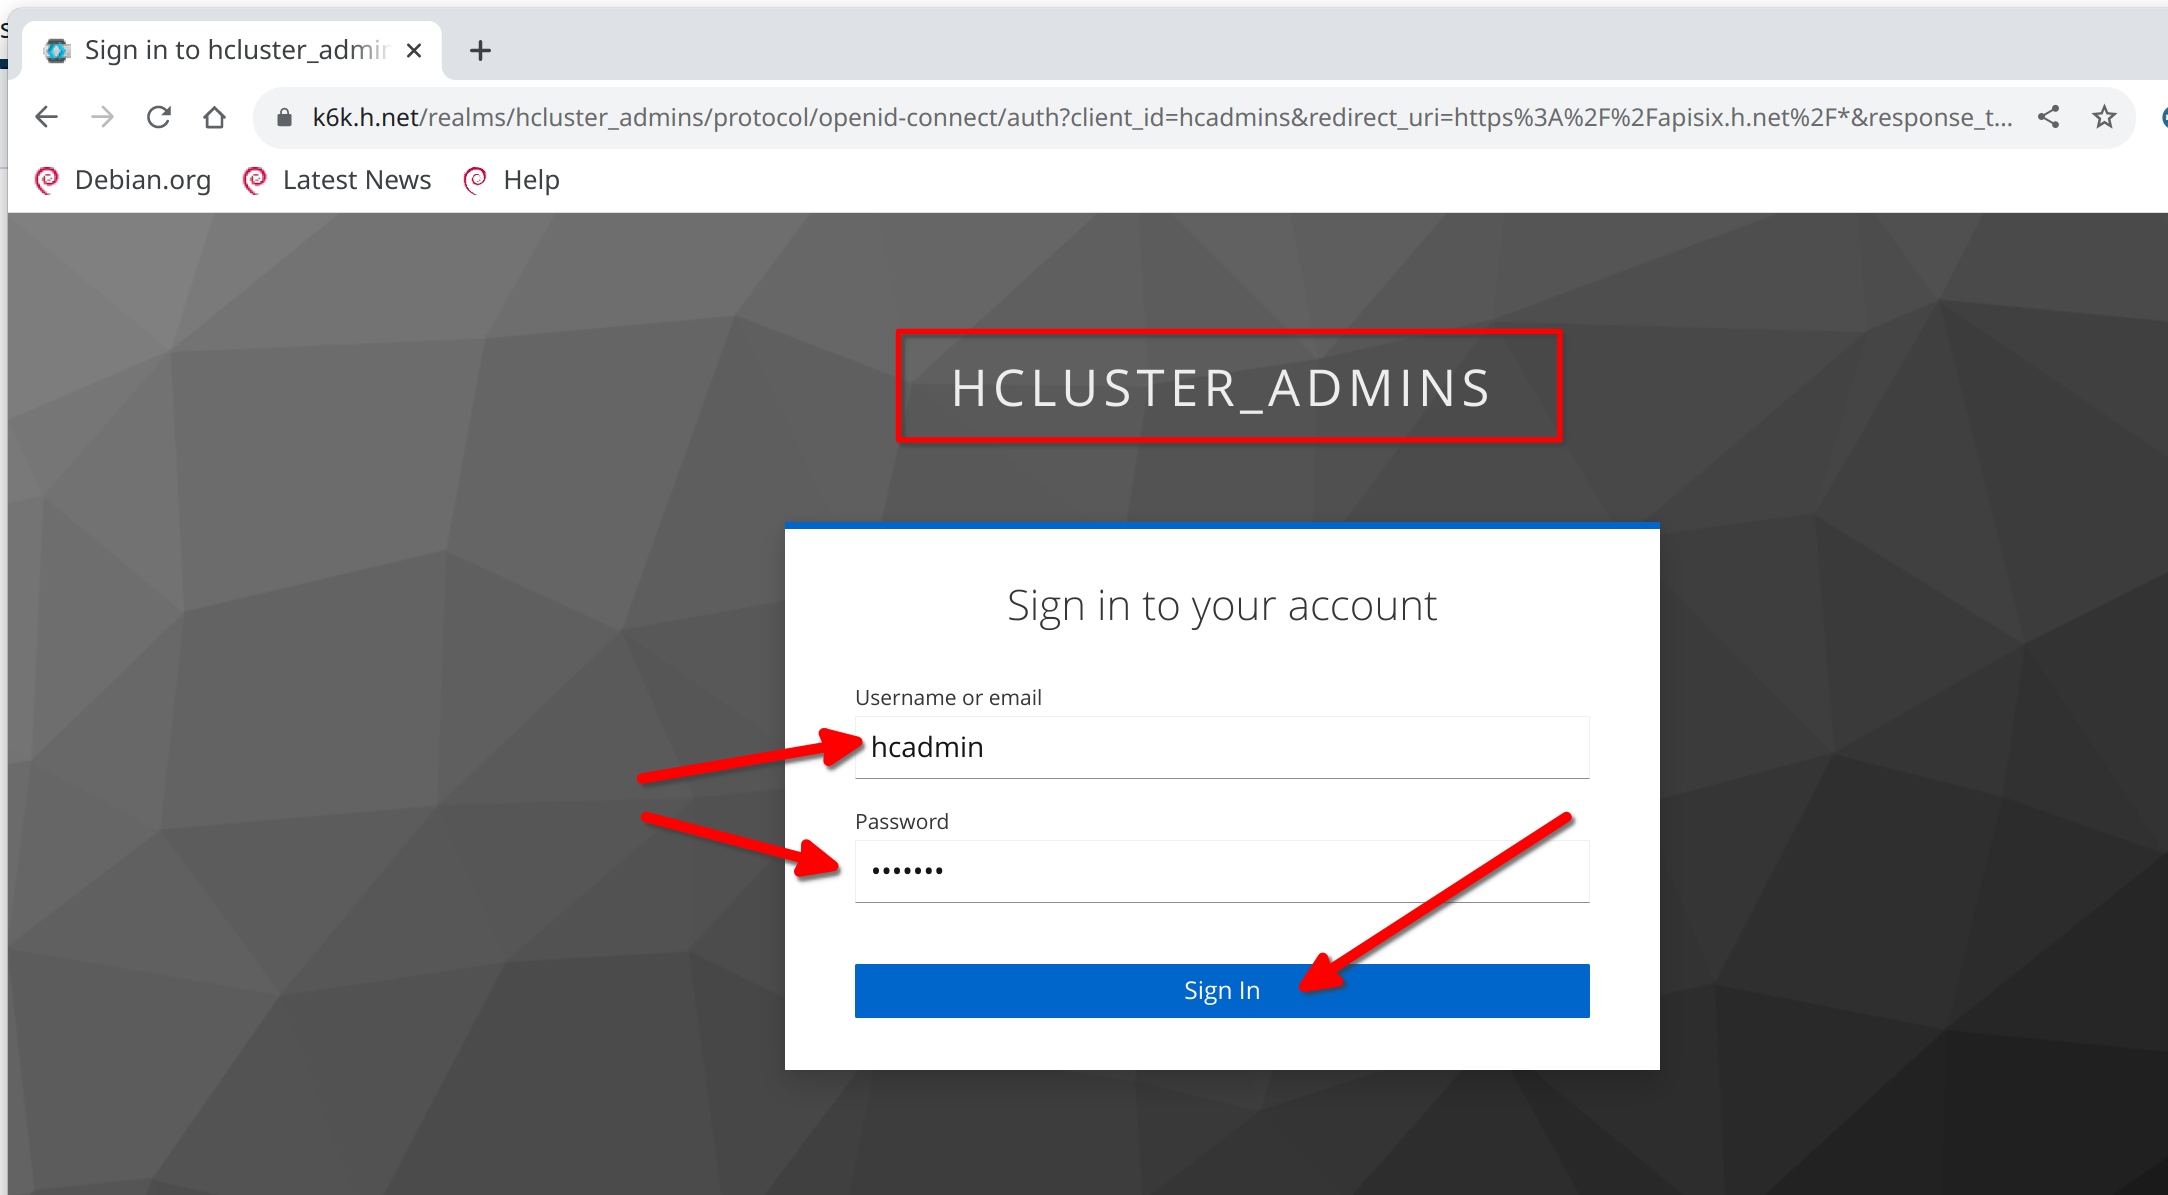 Sign in to hcluster_admin
k6k.h.net/realms/hcluster_admins/protocol/openid-connect/auth?client_id=hcadmins&redirect_uri=https%3A%2F%2Fapisix.h.net%2F*&response_t...
Debian.org Latest News Help
HCLUSTER_ADMINS
Sign in to your account
Username or email
hcadmin
Password
•••••••
Sign In